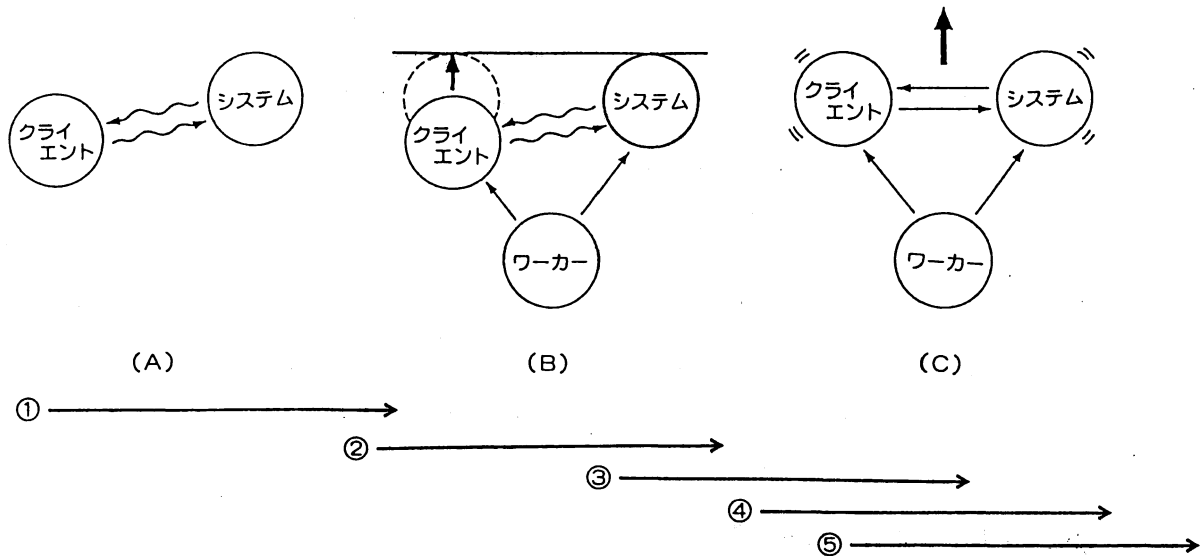 クライ
エント
システム
クライ
エント
システム
ワーカー
クライ
エント
システム
ワーカー
(A)
(B)
(C)
①
②
③
④
⑤